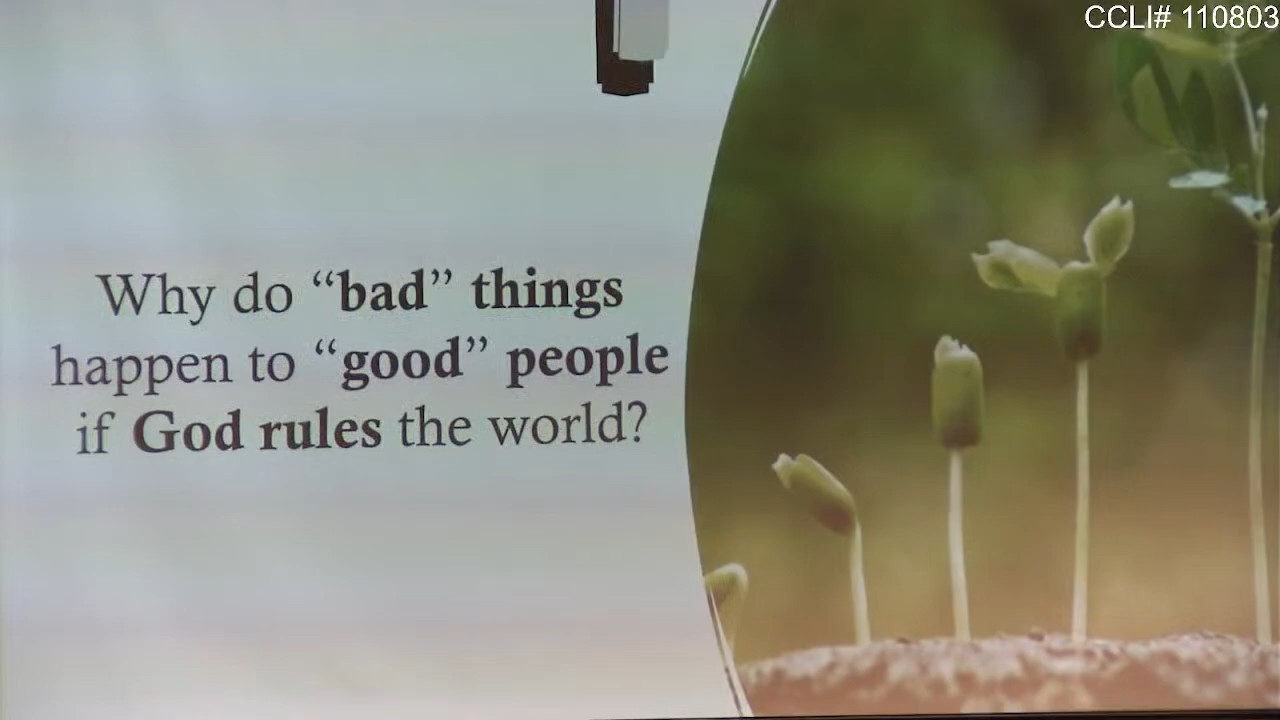 CCLI# 110803
Why do “bad” things
happen to “good” people
if God rules the world?